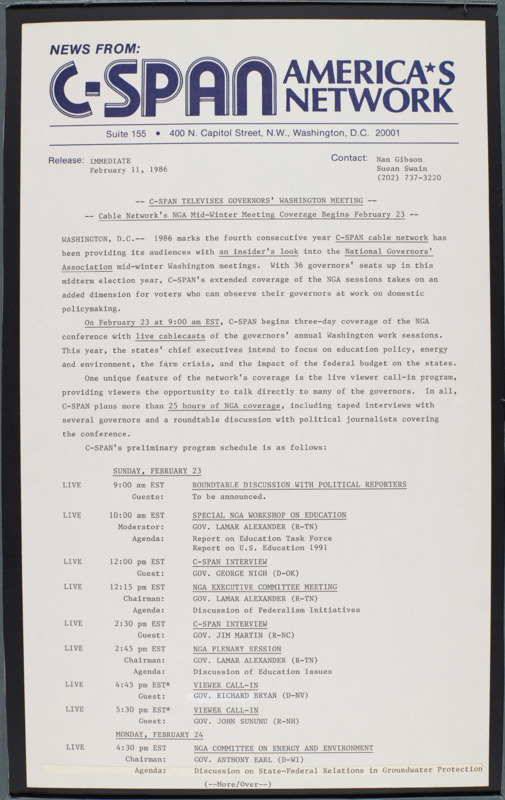 NEWS FROM:
C-SPAN AMERICA★S NETWORK
Suite 155 • 400 N. Capitol Street, N.W., Washington, D.C. 20001
Release: IMMEDIATE Contact: Nan Gibson
February 11, 1986 Susan Swain
(202) 737-3220
-- C-SPAN TELEVISES GOVERNORS' WASHINGTON MEETING --
-- Cable Network's NGA Mid-Winter Meeting Coverage Begins February 23 --
WASHINGTON, D.C.-- 1986 marks the fourth consecutive year C-SPAN cable network has
been providing its audiences with an insider's look into the National Governors'
Association mid-winter Washington meetings. With 36 governors' seats up in this
midterm election year, C-SPAN's extended coverage of the NGA sessions takes on an
added dimension for voters who can observe their governors at work on domestic
policymaking.
On February 23 at 9:00 am EST, C-SPAN begins three-day coverage of the NGA
conference with live cablecasts of the governors' annual Washington work sessions.
This year, the states' chief executives intend to focus on education policy, energy
and environment, the farm crisis, and the impact of the federal budget on the states.
One unique feature of the network's coverage is the live viewer call-in program,
providing viewers the opportunity to talk directly to many of the governors. In all,
C-SPAN plans more than 25 hours of NGA coverage, including taped interviews with
several governors and a roundtable discussion with political journalists covering
the conference.
C-SPAN's preliminary program schedule is as follows:
SUNDAY, FEBRUARY 23
LIVE 9:00 am EST ROUNDTABLE DISCUSSION WITH POLITICAL REPORTERS
Guests: To be announced.
LIVE 10:00 am EST SPECIAL NGA WORKSHOP ON EDUCATION
Moderator: GOV. LAMAR ALEXANDER (R-TN)
Agenda: Report on Education Task Force
Report on U.S. Education 1991
LIVE 12:00 pm EST C-SPAN INTERVIEW
Guest: GOV. GEORGE NIGH (D-OK)
LIVE 12:15 pm EST NGA EXECUTIVE COMMITTEE MEETING
Chairman: GOV. LAMAR ALEXANDER (R-TN)
Agenda: Discussion of Federalism Initiatives
LIVE 2:30 pm EST C-SPAN INTERVIEW
Guest: GOV. JIM MARTIN (R-NC)
LIVE 2:45 pm EST NGA PLENARY SESSION
Chairman: GOV. LAMAR ALEXANDER (R-TN)
Agenda: Discussion of Education Issues
LIVE 4:45 pm EST* VIEWER CALL-IN
Guest: GOV. RICHARD BRYAN (D-NV)
LIVE 5:30 pm EST* VIEWER CALL-IN
Guest: GOV. JOHN SUNUNU (R-NH)
MONDAY, FEBRUARY 24
LIVE 4:30 pm EST NGA COMMITTEE ON ENERGY AND ENVIRONMENT
Chairman: GOV. ANTHONY EARL (D-WI)
Agenda: Discussion on State-Federal Relations in Groundwater Protection
(--More/Over--)